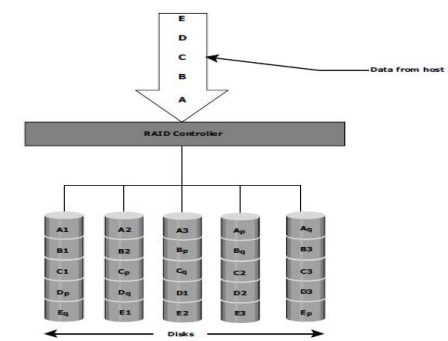 E
D
C
B
A
Data from host
RAID Controller
A1 A2 A3 Ap Aq
B1 B2 Bp Bq B3
C1 Cp Cq C2 C3
Dp Dq D1 D2 D3
Eq E1 E2 E3 Ep
Disks